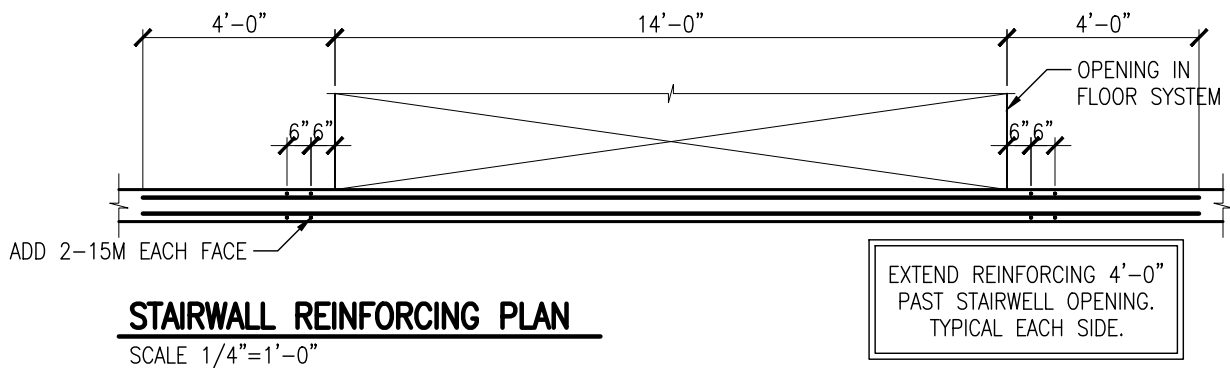 4'-0" 14'-0" 4'-0"
OPENING IN
FLOOR SYSTEM
6" 6" 6" 6"
ADD 2-15M EACH FACE
EXTEND REINFORCING 4'-0"
PAST STAIRWELL OPENING.
TYPICAL EACH SIDE.
STAIRWALL REINFORCING PLAN
SCALE 1/4"=1'-0"